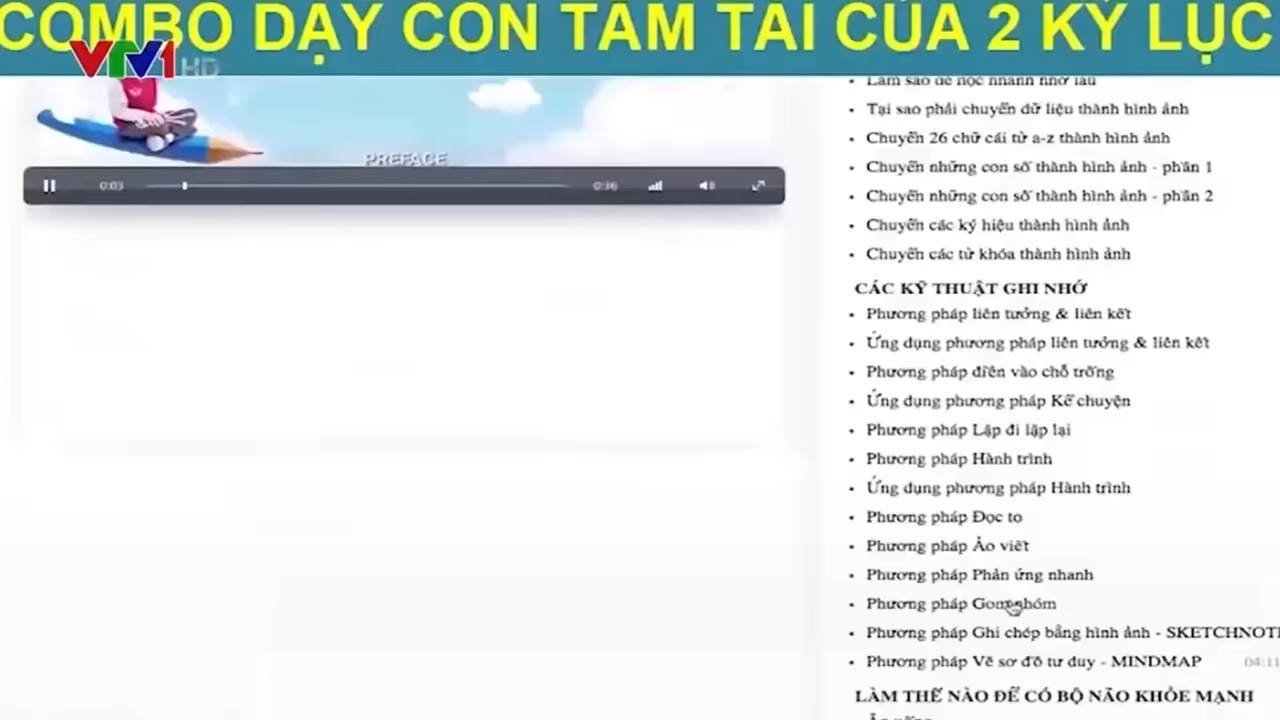 COMBO DẠY CON TÂM TÀI CỦA 2 KỶ LỤC
VTV1 HD
PREFACE
0:03
0:36
Làm sao để học nhanh nhớ lâu
Tại sao phải chuyển dữ liệu thành hình ảnh
Chuyển 26 chữ cái từ a-z thành hình ảnh
Chuyển những con số thành hình ảnh - phần 1
Chuyển những con số thành hình ảnh - phần 2
Chuyển các ký hiệu thành hình ảnh
Chuyển các từ khóa thành hình ảnh
CÁC KỸ THUẬT GHI NHỚ
Phương pháp liên tưởng & liên kết
Ứng dụng phương pháp liên tưởng & liên kết
Phương pháp điền vào chỗ trống
Ứng dụng phương pháp Kể chuyện
Phương pháp Lặp đi lặp lại
Phương pháp Hành trình
Ứng dụng phương pháp Hành trình
Phương pháp Đọc to
Phương pháp Ảo viết
Phương pháp Phản ứng nhanh
Phương pháp Gom nhóm
Phương pháp Ghi chép bằng hình ảnh - SKETCHNOTE
Phương pháp Vẽ sơ đồ tư duy - MINDMAP
04:11
LÀM THẾ NÀO ĐỂ CÓ BỘ NÃO KHỎE MẠNH